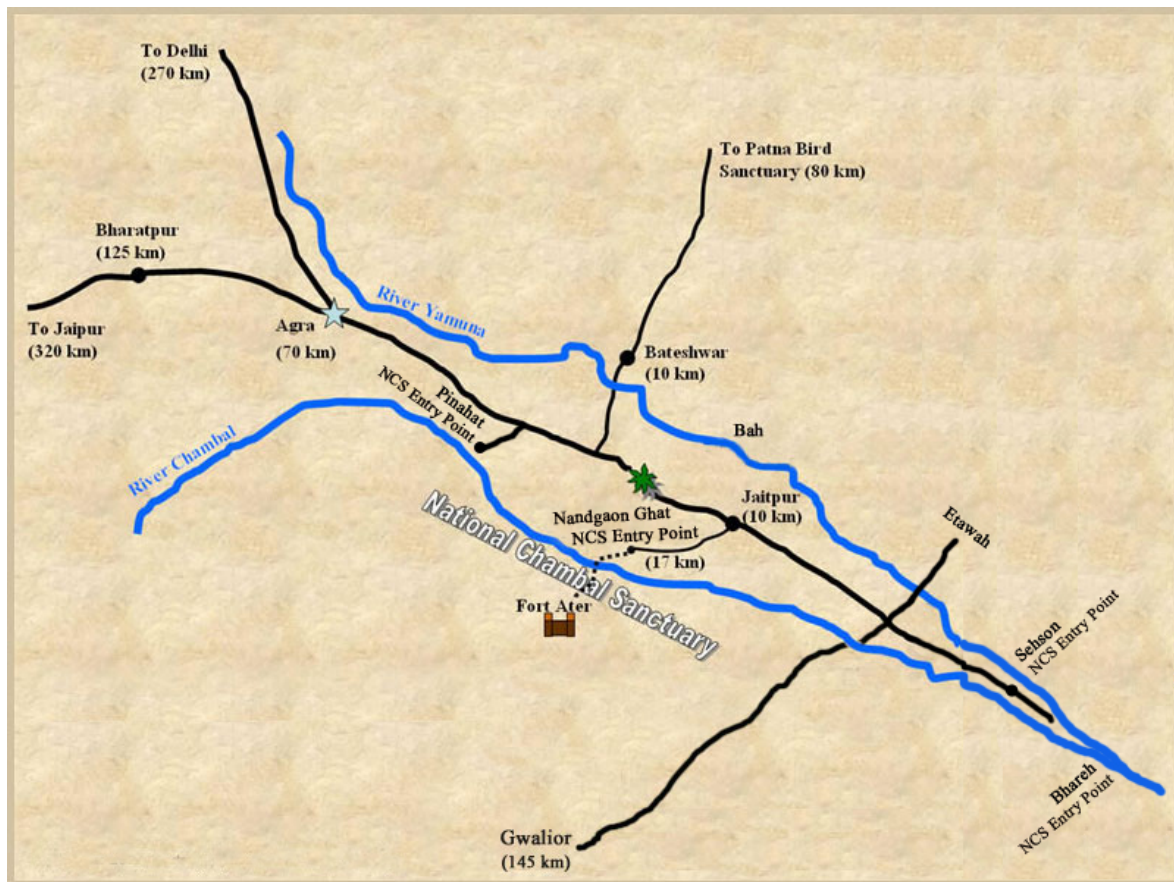 To Delhi
(270 km)
To Patna Bird
Sanctuary (80 km)
Bharatpur
(125 km)
River Yamuna
To Jaipur
(320 km)
Agra
(70 km)
Bateshwar
(10 km)
Pinahat
NCS Entry Point
River Chambal
Bah
Jaitpur
(10 km)
Nandgaon Ghat
NCS Entry Point
(17 km)
Etawah
National Chambal Sanctuary
Fort Ater
Sehson
NCS Entry Point
Bhareh
NCS Entry Point
Gwalior
(145 km)